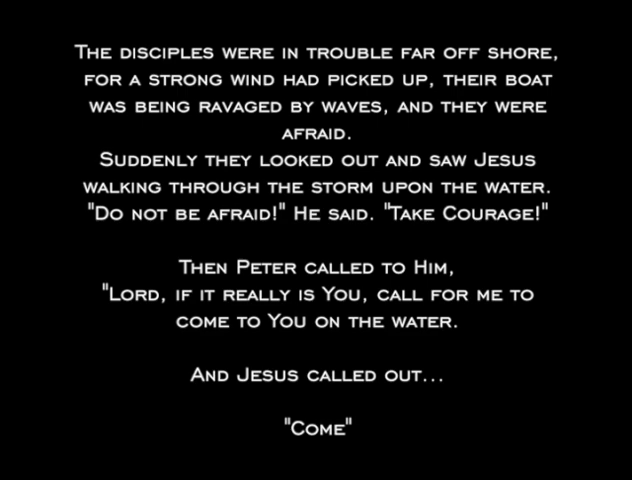 The disciples were in trouble far off shore,
for a strong wind had picked up, their boat
was being ravaged by waves, and they were
afraid.
Suddenly they looked out and saw Jesus
walking through the storm upon the water.
"Do not be afraid!" He said. "Take Courage!"
Then Peter called to Him,
"Lord, if it really is You, call for me to
come to You on the water.
And Jesus called out...
"Come"